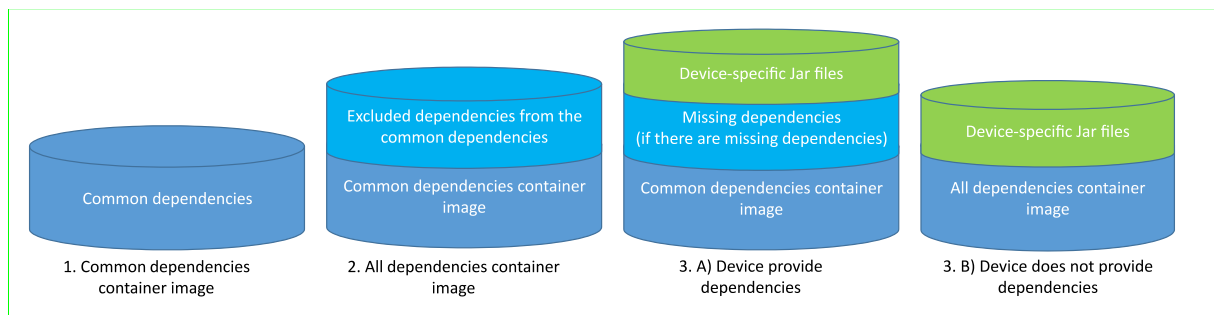 Common dependencies
1. Common dependencies
container image
Excluded dependencies from the
common dependencies
Common dependencies container
image
2. All dependencies container
image
Device-specific Jar files
Missing dependencies
(if there are missing dependencies)
Common dependencies container
image
3. A) Device provide
dependencies
Device-specific Jar files
All dependencies container
image
3. B) Device does not provide
dependencies